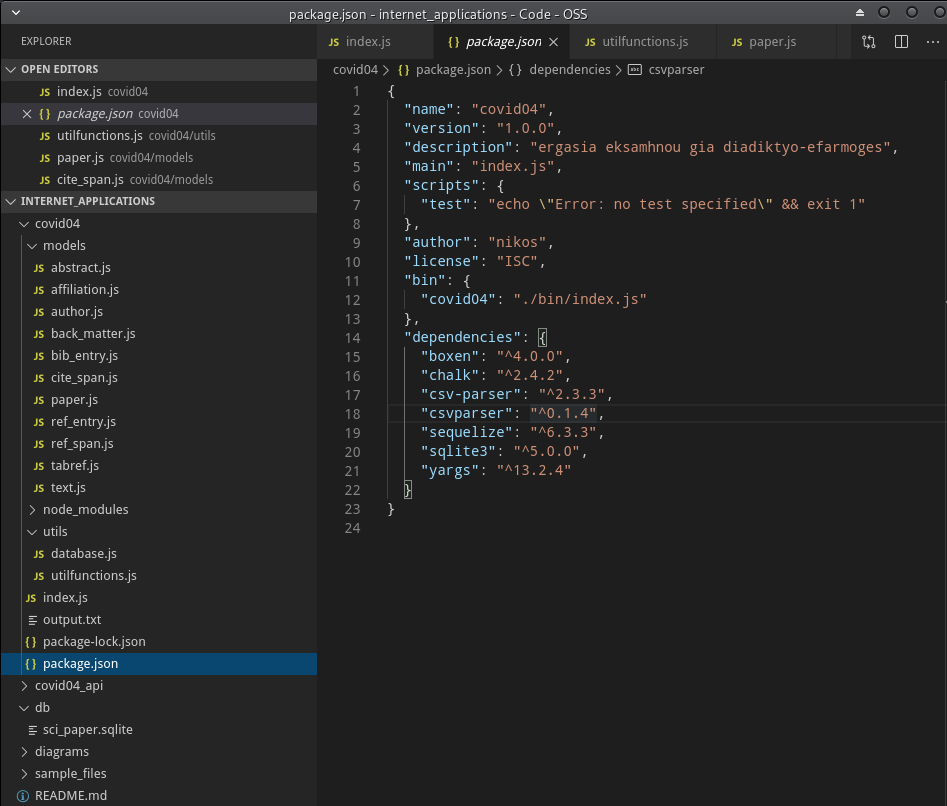 package.json - internet_applications - Code - OSS
EXPLORER
OPEN EDITORS
JS index.js covid04
{} package.json covid04
JS utilfunctions.js covid04/utils
JS paper.js covid04/models
JS cite_span.js covid04/models
INTERNET_APPLICATIONS
covid04
models
JS abstract.js
JS affiliation.js
JS author.js
JS back_matter.js
JS bib_entry.js
JS cite_span.js
JS paper.js
JS ref_entry.js
JS ref_span.js
JS tabref.js
JS text.js
node_modules
utils
JS database.js
JS utilfunctions.js
JS index.js
output.txt
{} package-lock.json
{} package.json
covid04_api
db
sci_paper.sqlite
diagrams
sample_files
README.md
JS index.js {} package.json JS utilfunctions.js JS paper.js
covid04 > {} package.json > {} dependencies > abc csvparser
1 {
2 "name": "covid04",
3 "version": "1.0.0",
4 "description": "ergasia eksamhnou gia diadiktyo-efarmoges",
5 "main": "index.js",
6 "scripts": {
7 "test": "echo \"Error: no test specified\" && exit 1"
8 },
9 "author": "nikos",
10 "license": "ISC",
11 "bin": {
12 "covid04": "./bin/index.js"
13 },
14 "dependencies": {
15 "boxen": "^4.0.0",
16 "chalk": "^2.4.2",
17 "csv-parser": "^2.3.3",
18 "csvparser": "^0.1.4",
19 "sequelize": "^6.3.3",
20 "sqlite3": "^5.0.0",
21 "yargs": "^13.2.4"
22 }
23 }
24